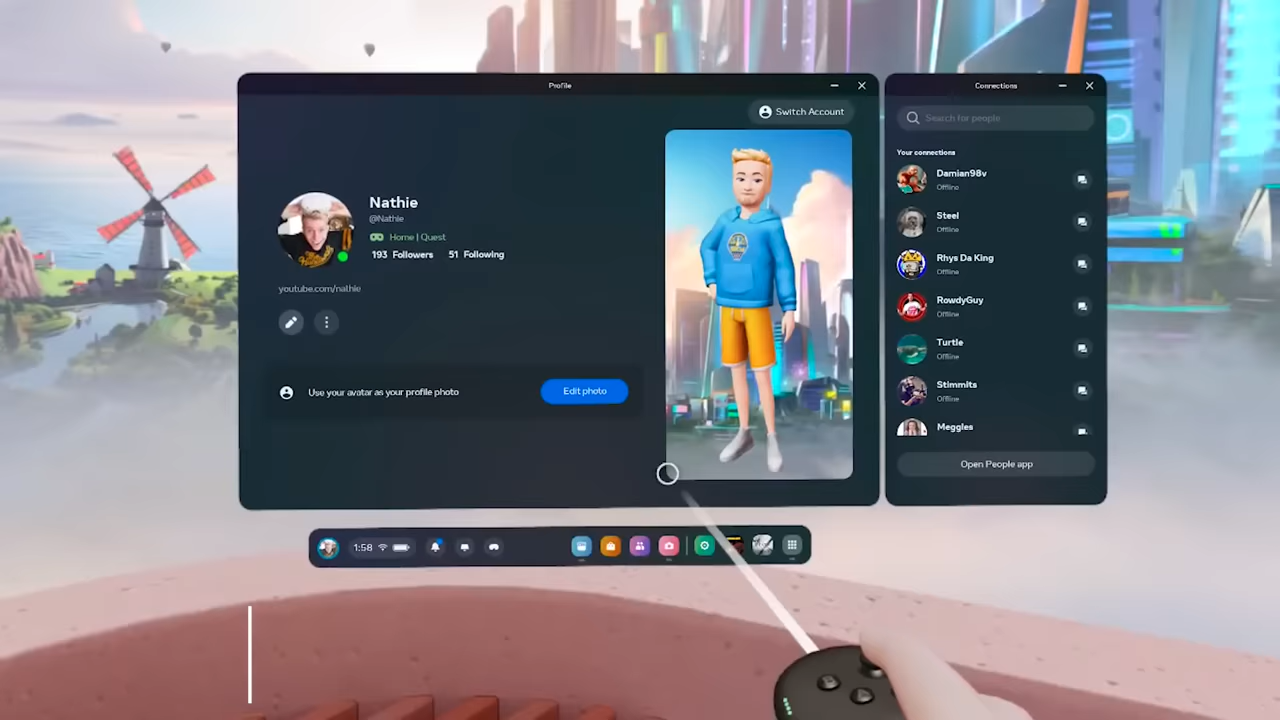 Profile
Switch Account
Nathie
@Nathie
Home | Quest
193 Followers 51 Following
youtube.com/nathie
Use your avatar as your profile photo
Edit photo
Connections
Search for people
Your connections
Damian98v
Offline
Steel
Offline
Rhys Da King
Offline
RowdyGuy
Offline
Turtle
Offline
Stimmits
Offline
Meggles
Open People app
1:58